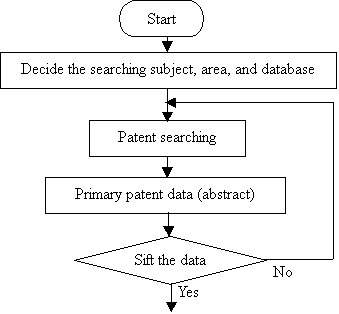 Start
Decide the searching subject, area, and database
Patent searching
Primary patent data (abstract)
Sift the data
No
Yes